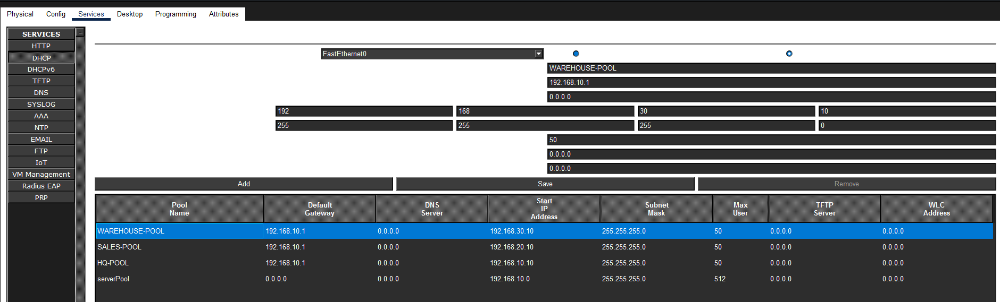 Physical Config Services Desktop Programming Attributes
SERVICES
HTTP
DHCP
DHCPv6
TFTP
DNS
SYSLOG
AAA
NTP
EMAIL
FTP
IoT
VM Management
Radius EAP
PRP
FastEthernet0
WAREHOUSE-POOL
192.168.10.1
0.0.0.0
192 168 30 10
255 255 255 0
50
0.0.0.0
0.0.0.0
Add Save Remove
Pool Name Default Gateway DNS Server Start IP Address Subnet Mask Max User TFTP Server WLC Address
WAREHOUSE-POOL 192.168.10.1 0.0.0.0 192.168.30.10 255.255.255.0 50 0.0.0.0 0.0.0.0
SALES-POOL 192.168.10.1 0.0.0.0 192.168.20.10 255.255.255.0 50 0.0.0.0 0.0.0.0
HQ-POOL 192.168.10.1 0.0.0.0 192.168.10.10 255.255.255.0 50 0.0.0.0 0.0.0.0
serverPool 0.0.0.0 0.0.0.0 192.168.10.0 255.255.255.0 512 0.0.0.0 0.0.0.0